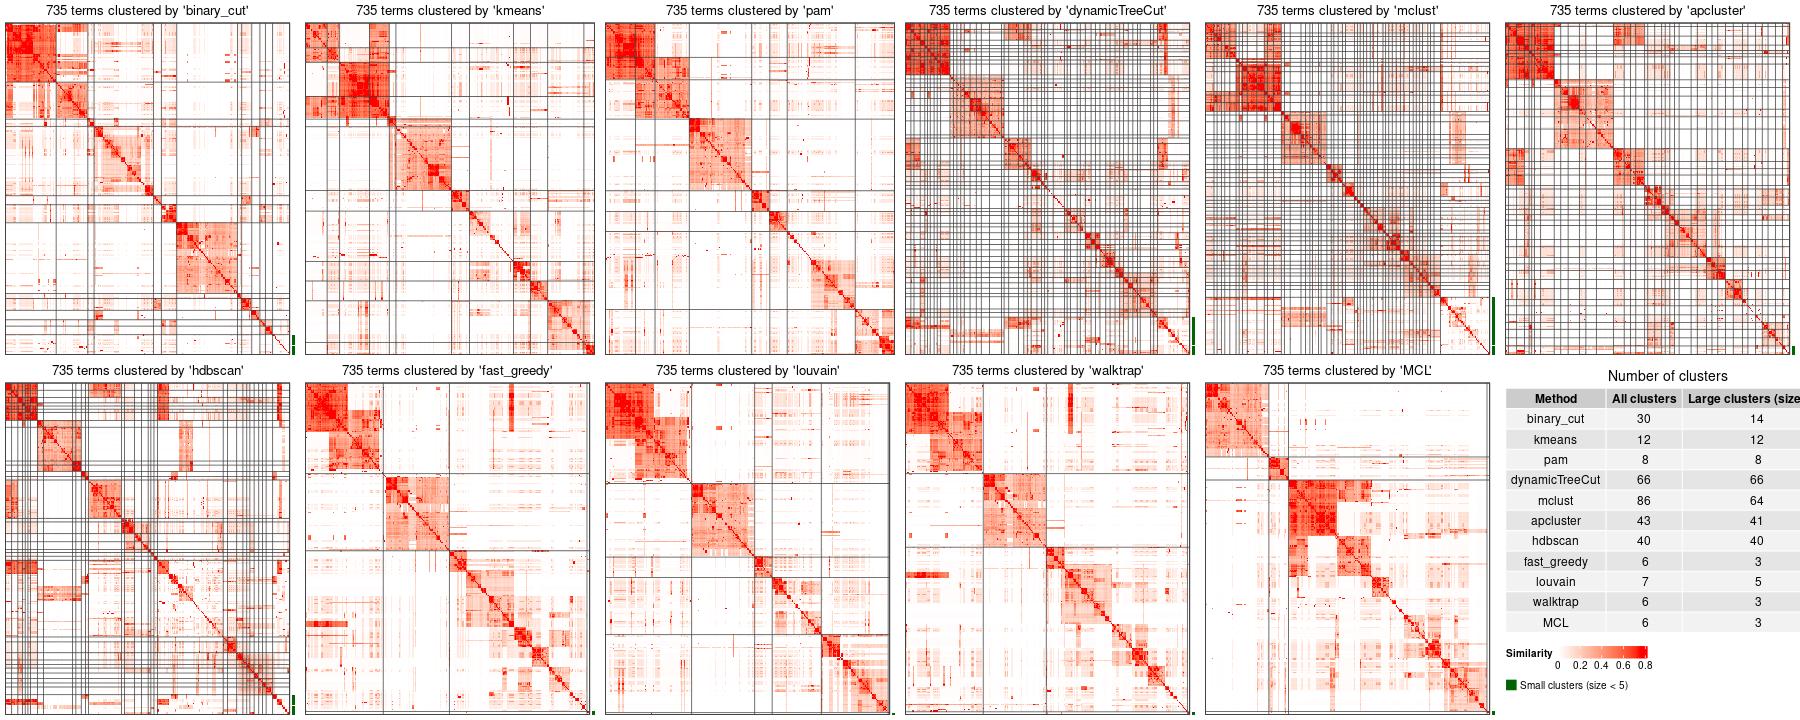 735 terms clustered by 'binary_cut'
735 terms clustered by 'kmeans'
735 terms clustered by 'pam'
735 terms clustered by 'dynamicTreeCut'
735 terms clustered by 'mclust'
735 terms clustered by 'apcluster'
735 terms clustered by 'hdbscan'
735 terms clustered by 'fast_greedy'
735 terms clustered by 'louvain'
735 terms clustered by 'walktrap'
735 terms clustered by 'MCL'
Number of clusters
Method All clusters Large clusters (size
binary_cut 30 14
kmeans 12 12
pam 8 8
dynamicTreeCut 66 66
mclust 86 64
apcluster 43 41
hdbscan 40 40
fast_greedy 6 3
louvain 7 5
walktrap 6 3
MCL 6 3
Similarity
0 0.2 0.4 0.6 0.8
Small clusters (size < 5)